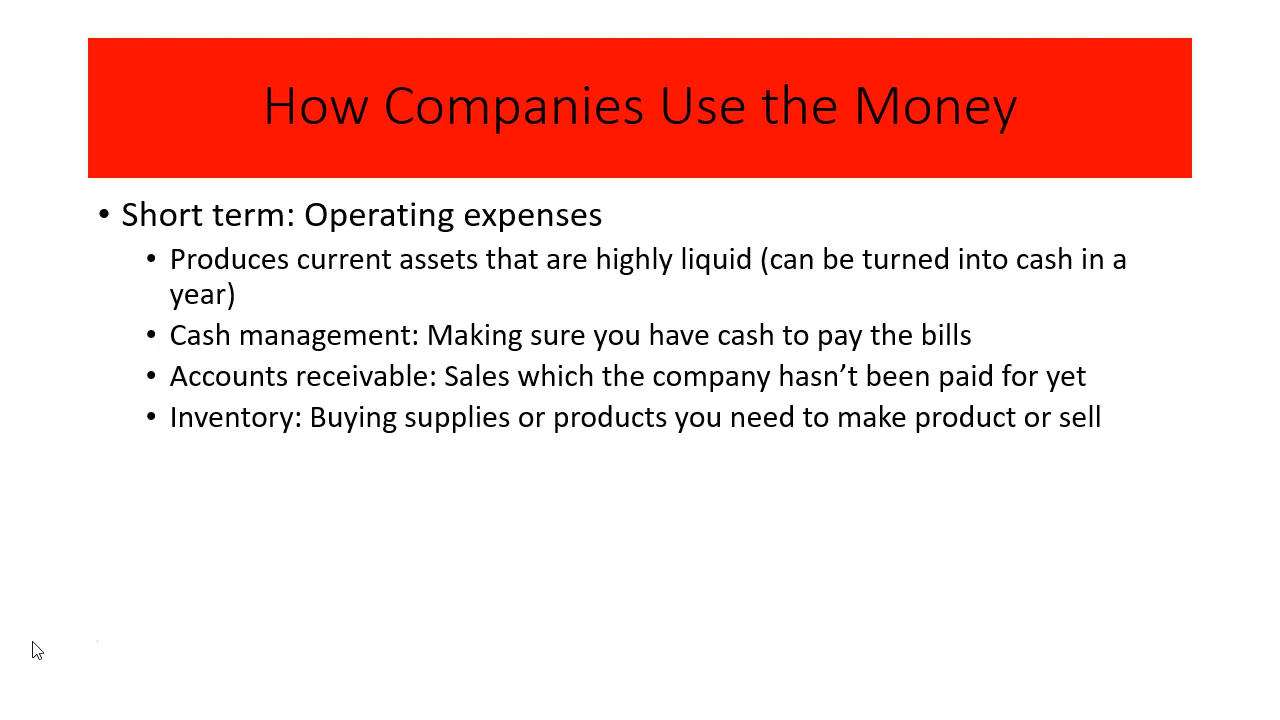 How Companies Use the Money
• Short term: Operating expenses
• Produces current assets that are highly liquid (can be turned into cash in a
year)
• Cash management: Making sure you have cash to pay the bills
• Accounts receivable: Sales which the company hasn’t been paid for yet
• Inventory: Buying supplies or products you need to make product or sell